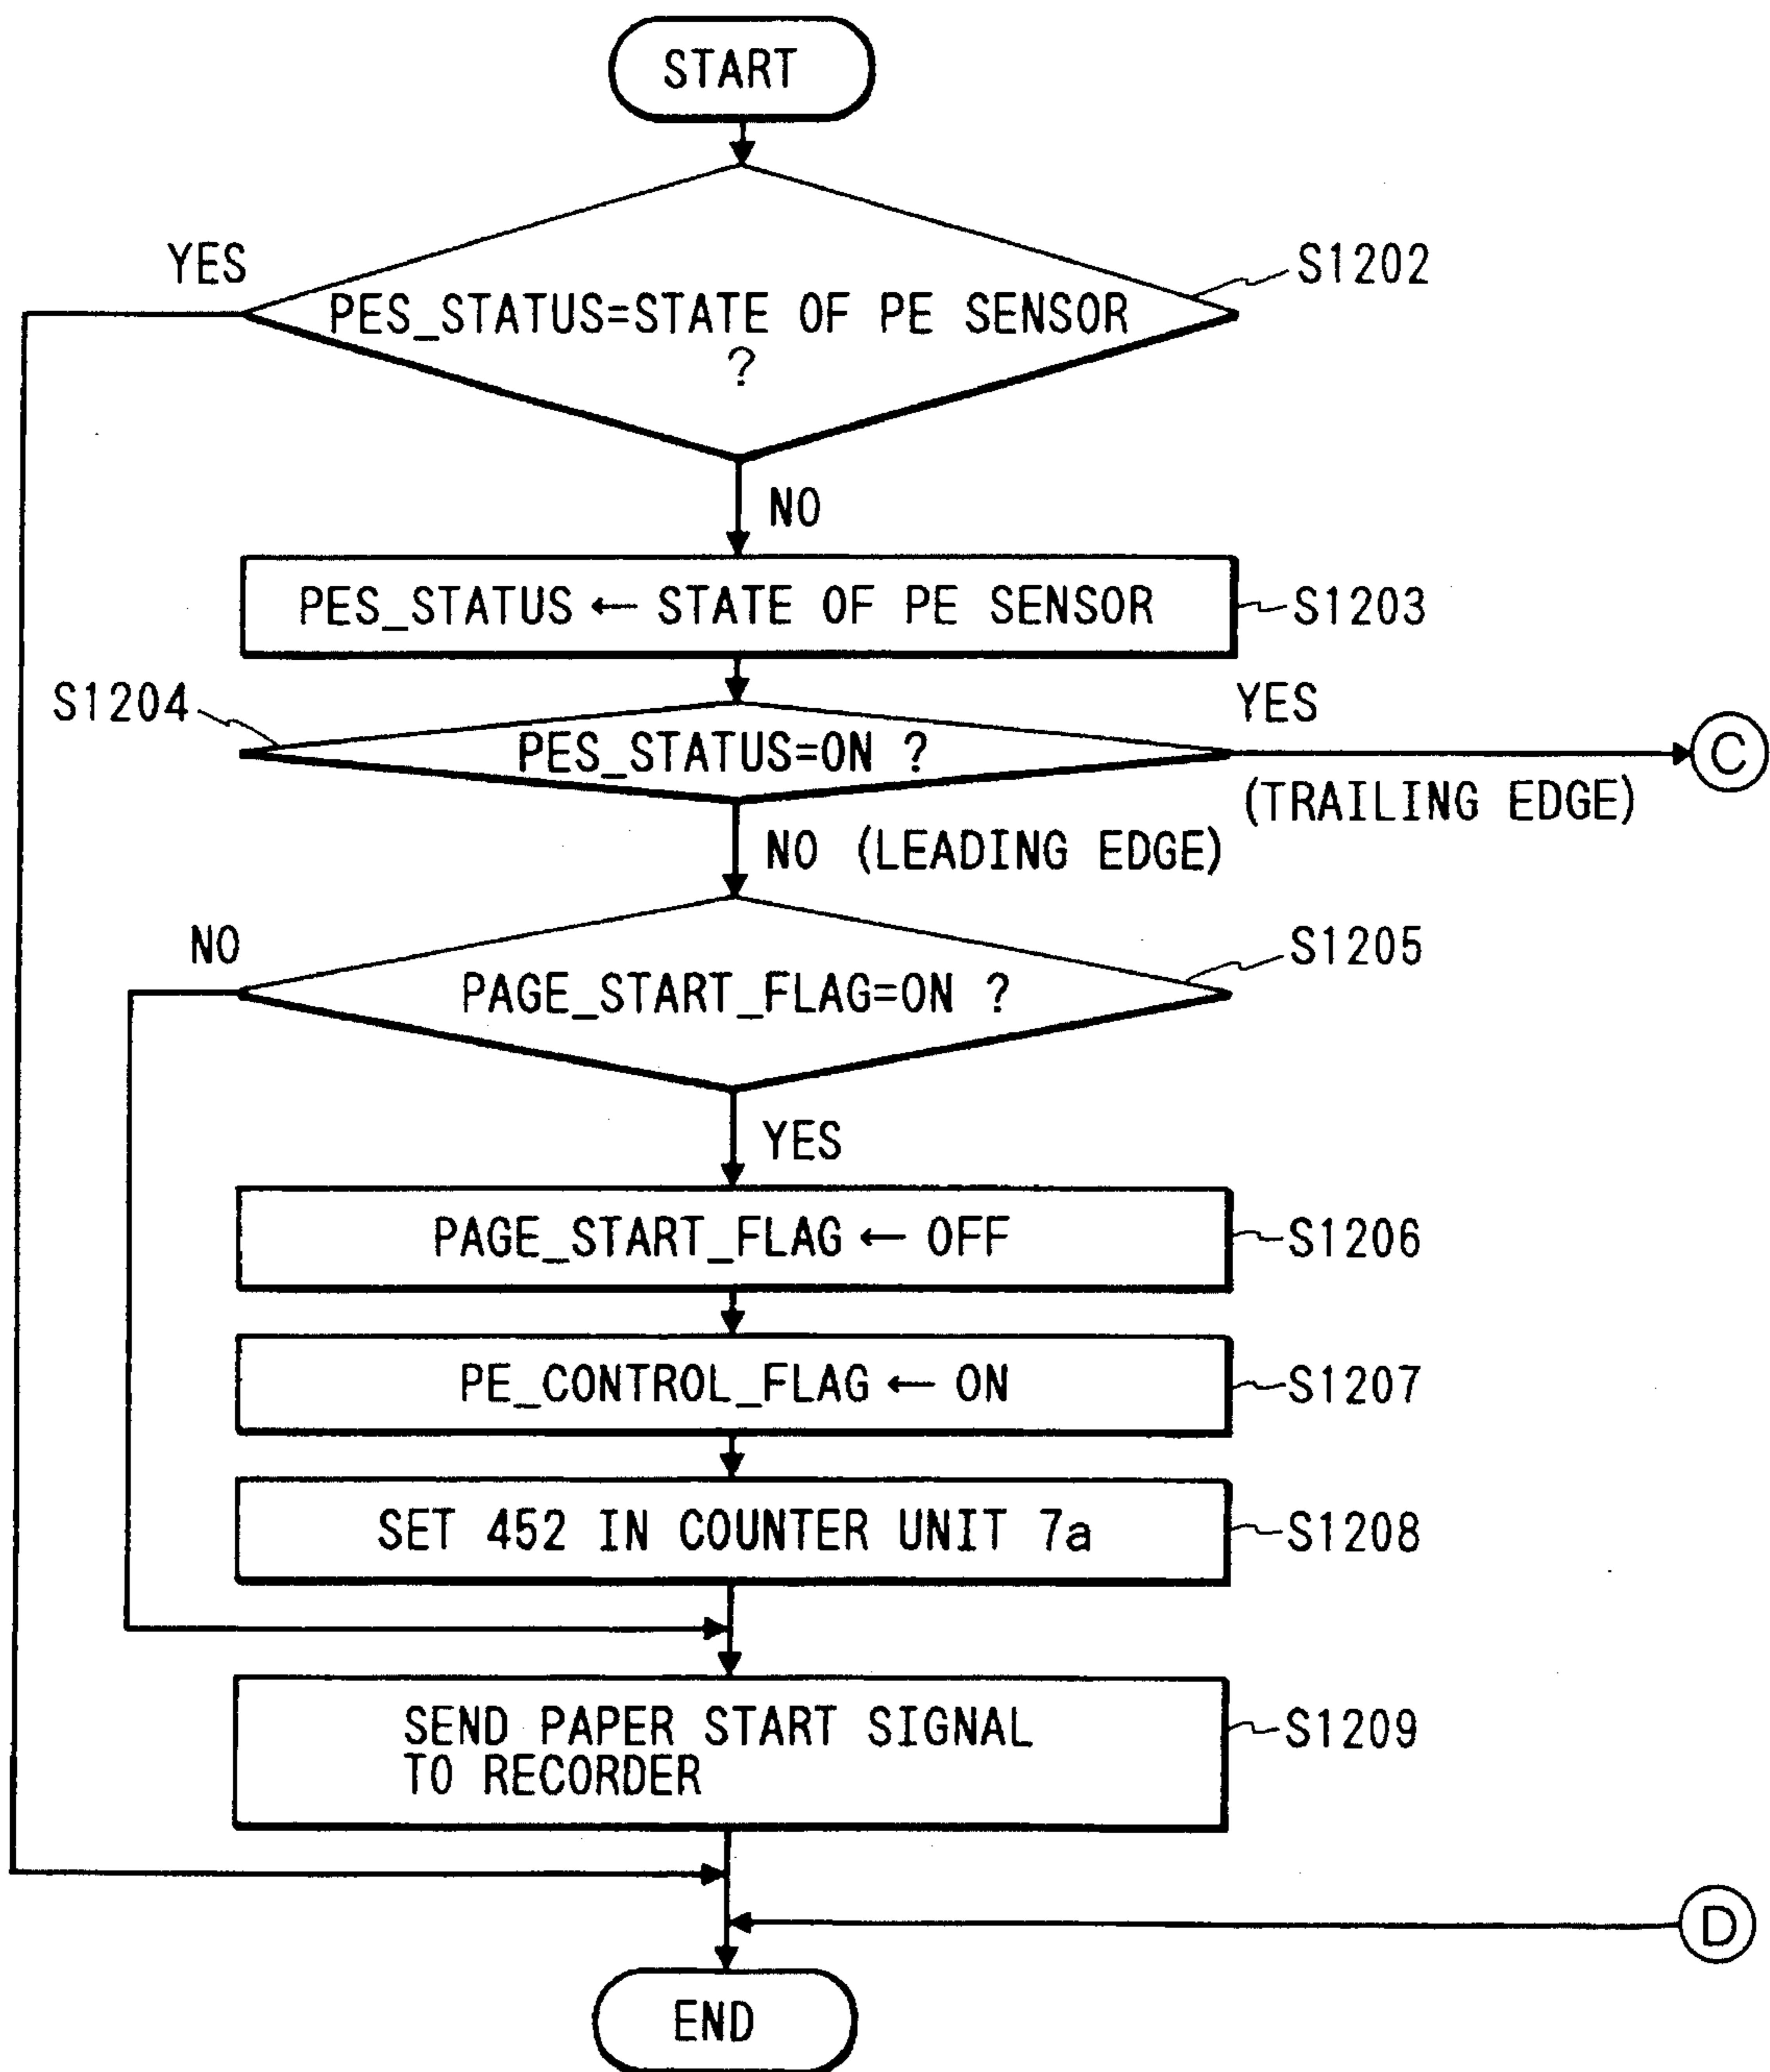 START
YES
S1202
PES_STATUS=STATE OF PE SENSOR
?
NO
PES_STATUS ← STATE OF PE SENSOR
S1203
S1204
YES
PES_STATUS=ON ?
C
(TRAILING EDGE)
NO (LEADING EDGE)
NO
S1205
PAGE_START_FLAG=ON ?
YES
PAGE_START_FLAG ← OFF
S1206
PE_CONTROL_FLAG ← ON
S1207
SET 452 IN COUNTER UNIT 7a
S1208
SEND PAPER START SIGNAL
TO RECORDER
S1209
D
END